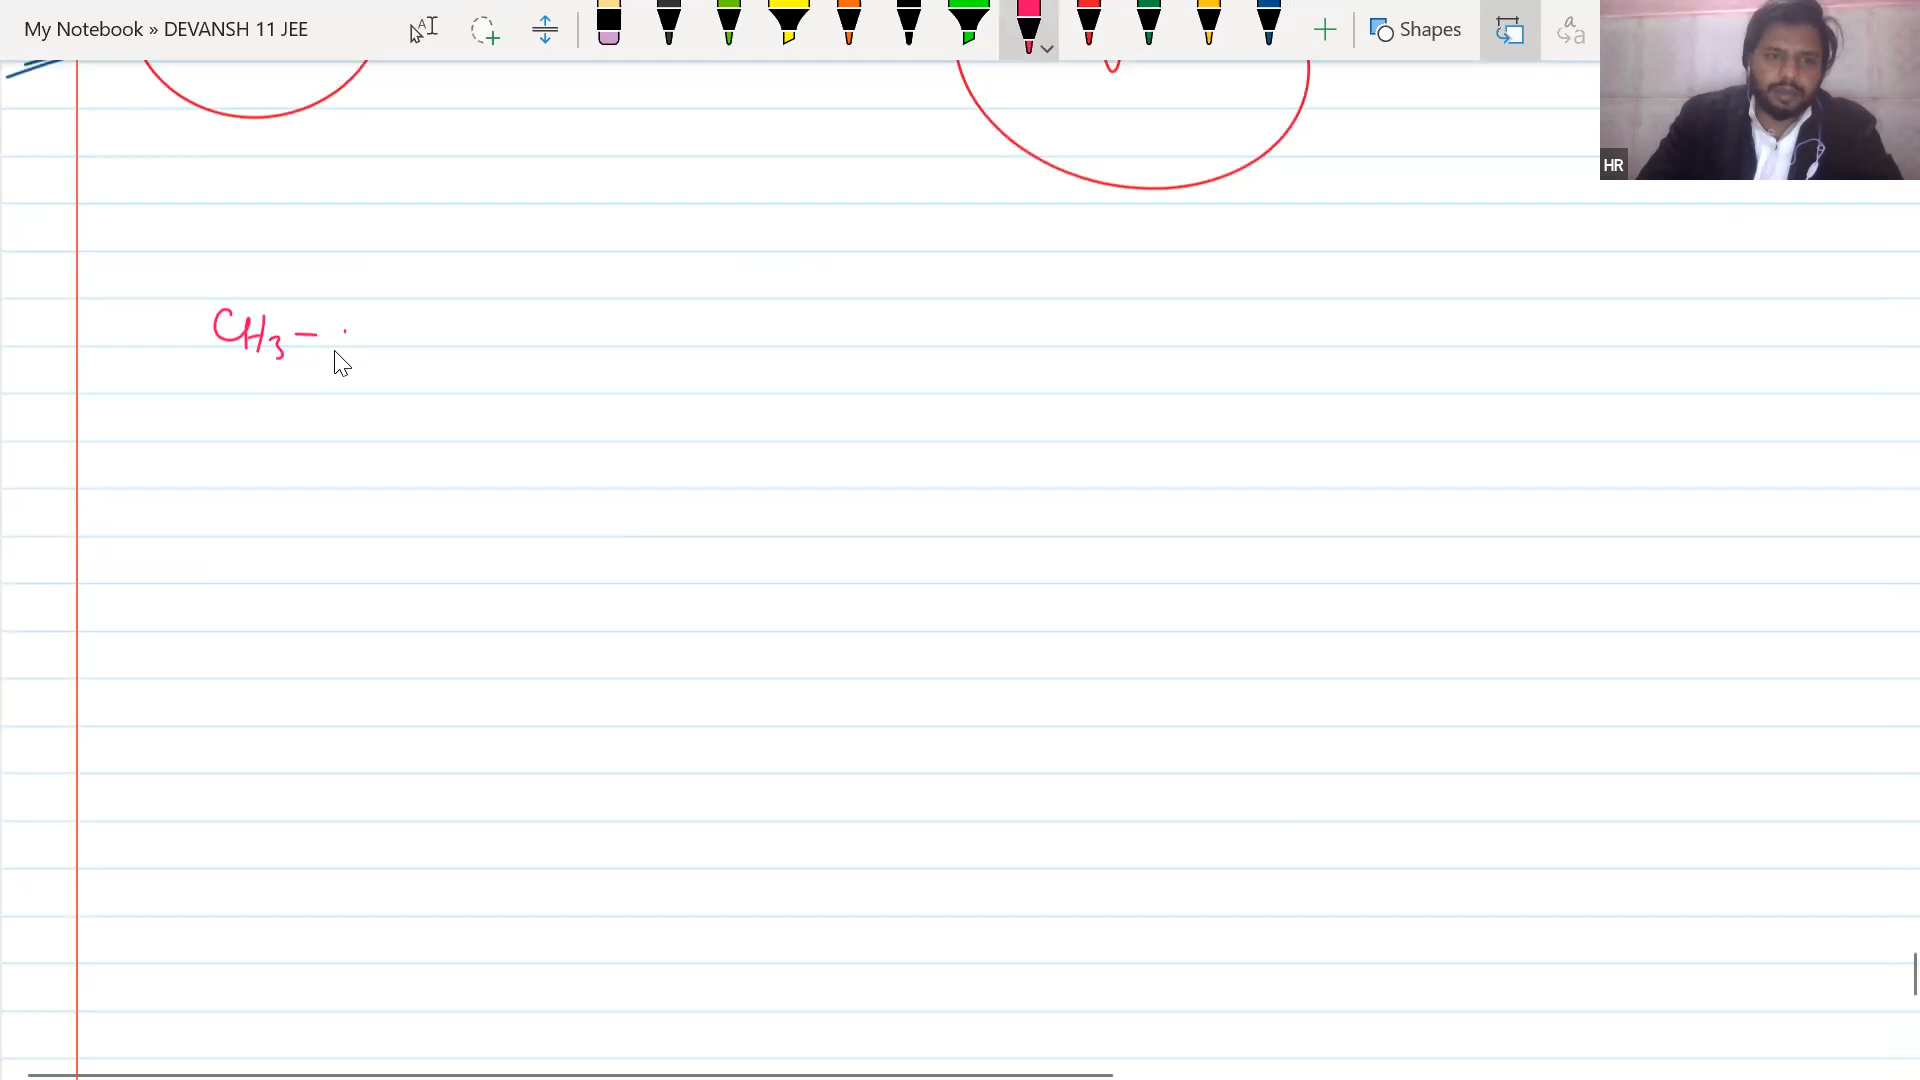 My Notebook » DEVANSH 11 JEE
Shapes
HR
CH₃ -